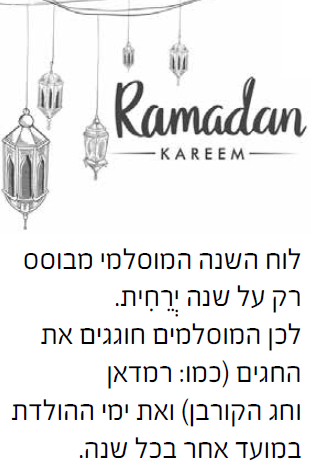 Ramadan
KAREEM
לוח השנה המוסלמי מבוסס
רק על שנה יְרֵחִית.
לכן המוסלמים חוגגים את
החגים (כמו: רמדאן
וחג הקורבן) ואת ימי ההולדת
במועד אחר בכל שנה.